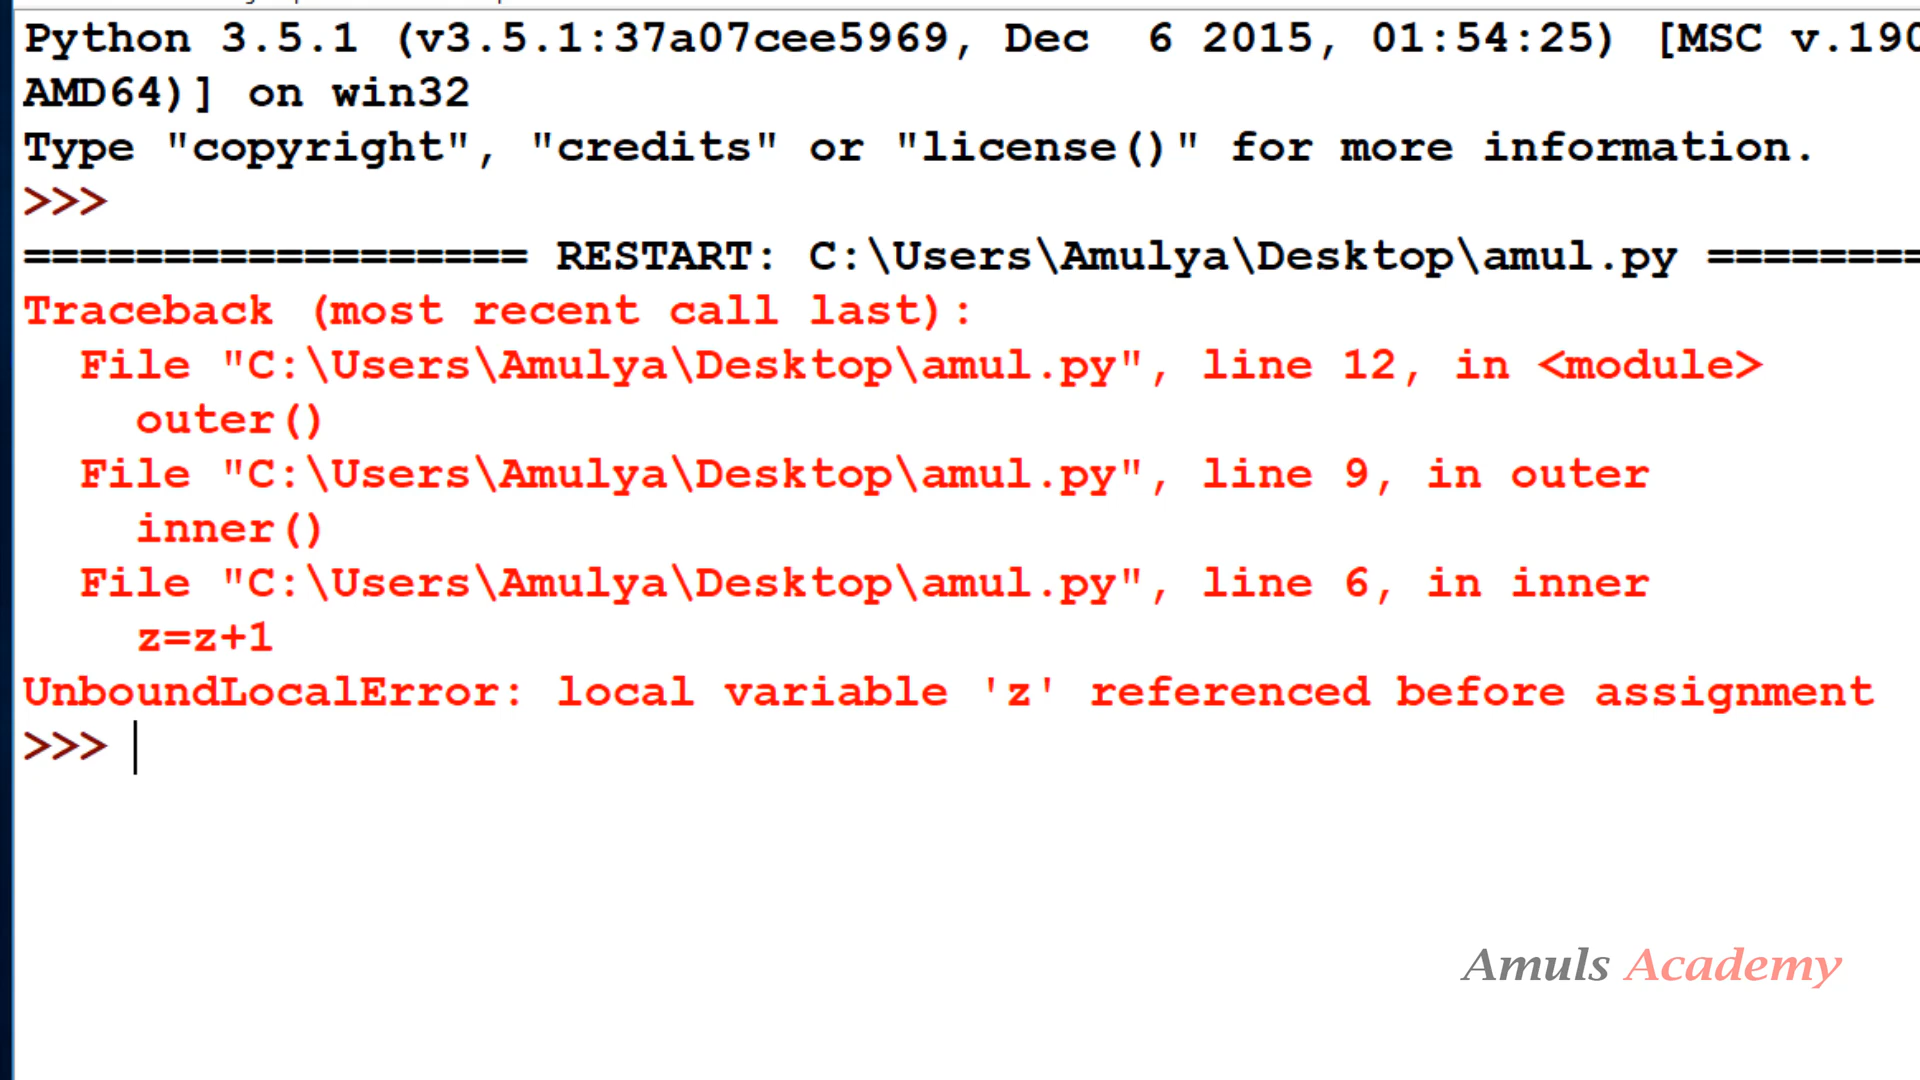 Python 3.5.1 (v3.5.1:37a07cee5969, Dec  6 2015, 01:54:25) [MSC v.190
AMD64)] on win32
Type "copyright", "credits" or "license()" for more information.
>>>
================== RESTART: C:\Users\Amulya\Desktop\amul.py ========
Traceback (most recent call last):
  File "C:\Users\Amulya\Desktop\amul.py", line 12, in <module>
    outer()
  File "C:\Users\Amulya\Desktop\amul.py", line 9, in outer
    inner()
  File "C:\Users\Amulya\Desktop\amul.py", line 6, in inner
    z=z+1
UnboundLocalError: local variable 'z' referenced before assignment
>>>
Amuls Academy